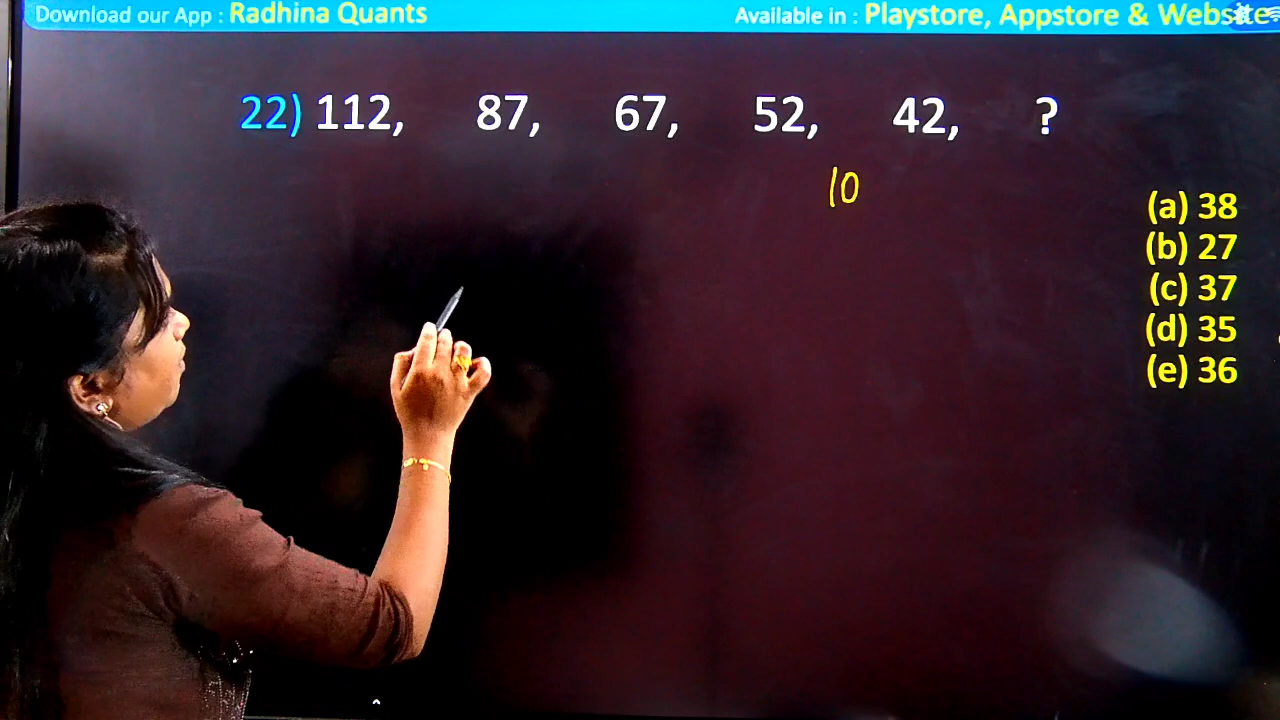 Download our App : Radhina Quants
Available in : Playstore, Appstore & Website
22) 112, 87, 67, 52, 42, ?
10
(a) 38
(b) 27
(c) 37
(d) 35
(e) 36